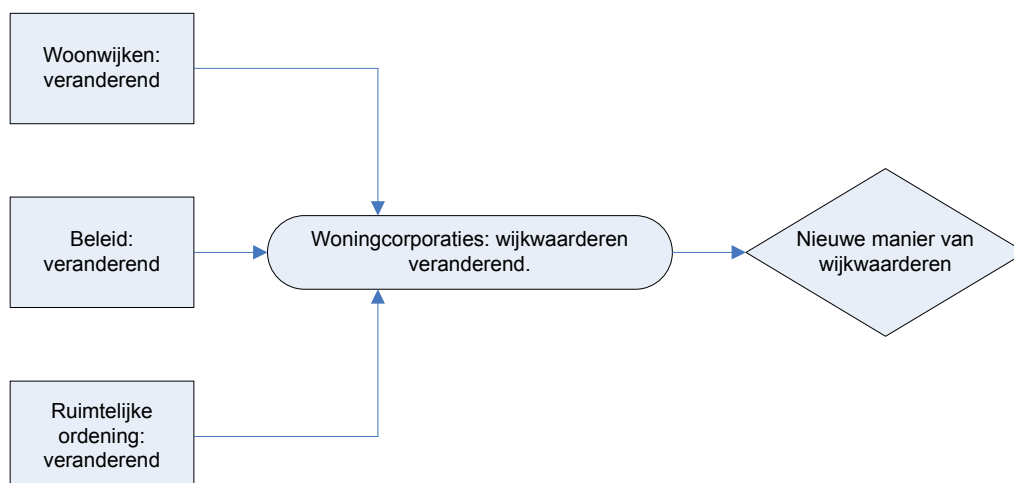 Woonwijken:
veranderend
Beleid:
veranderend
Ruimtelijke
ordening:
veranderend
Woningcorporaties: wijkwaarderen
veranderend.
Nieuwe manier van
wijkwaarderen